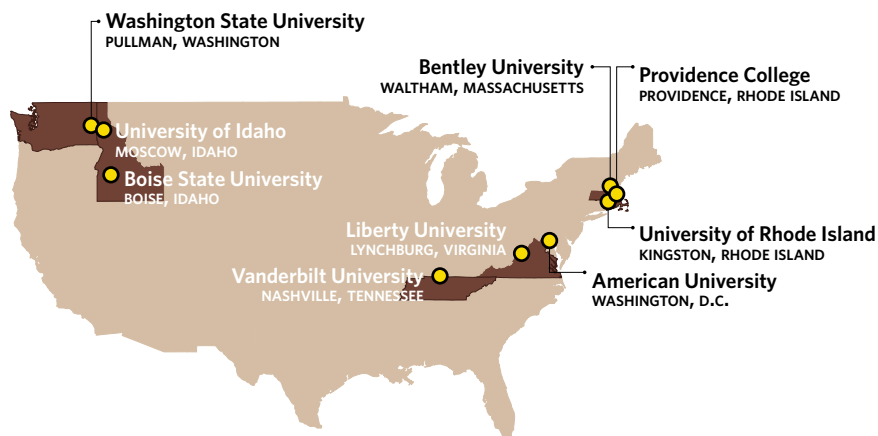 Washington State University
PULLMAN, WASHINGTON
Bentley University
WALTHAM, MASSACHUSETTS
Providence College
PROVIDENCE, RHODE ISLAND
University of Idaho
MOSCOW, IDAHO
Boise State University
BOISE, IDAHO
Liberty University
LYNCHBURG, VIRGINIA
University of Rhode Island
KINGSTON, RHODE ISLAND
Vanderbilt University
NASHVILLE, TENNESSEE
American University
WASHINGTON, D.C.